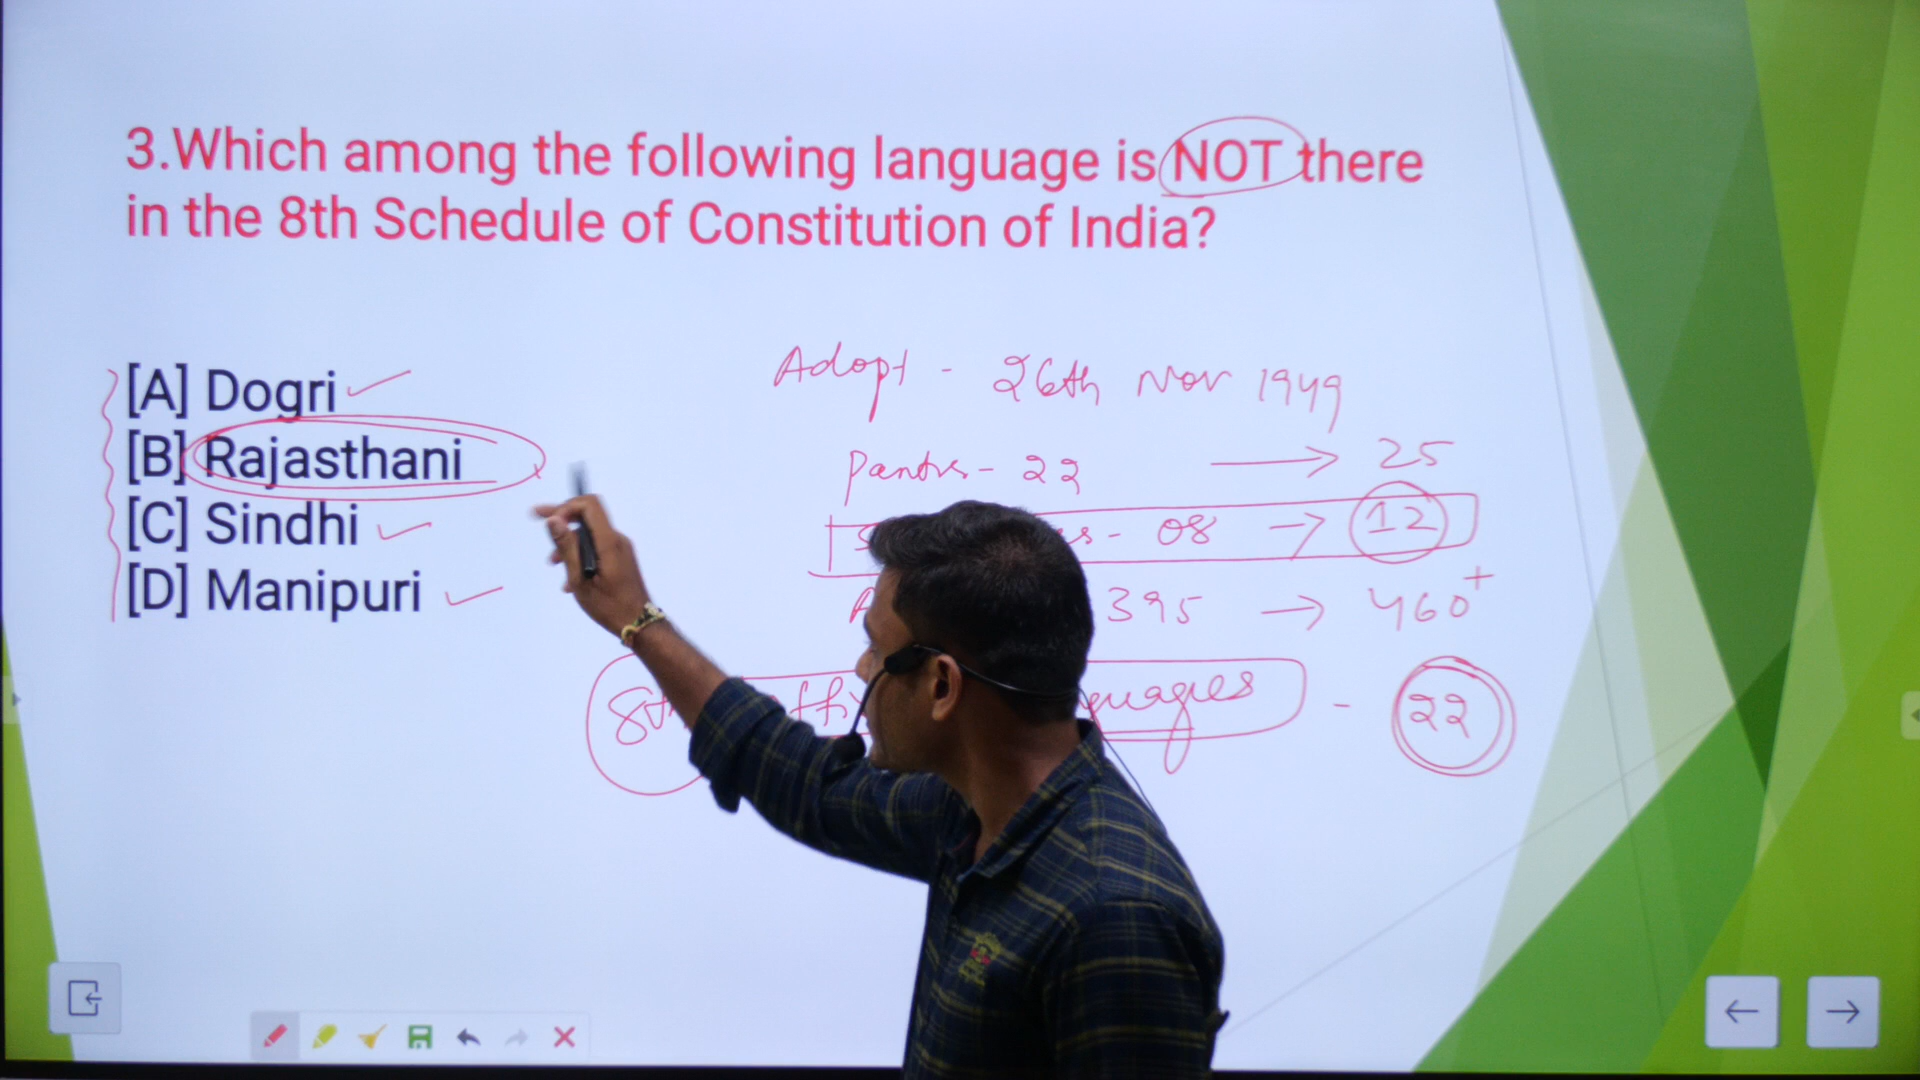 3.Which among the following language is NOT there
in the 8th Schedule of Constitution of India?
[A] Dogri
[B] Rajasthani
[C] Sindhi
[D] Manipuri
Adopt - 26th Nov 1949
22 → 25
08 → 12
395 → 460+
8th
22